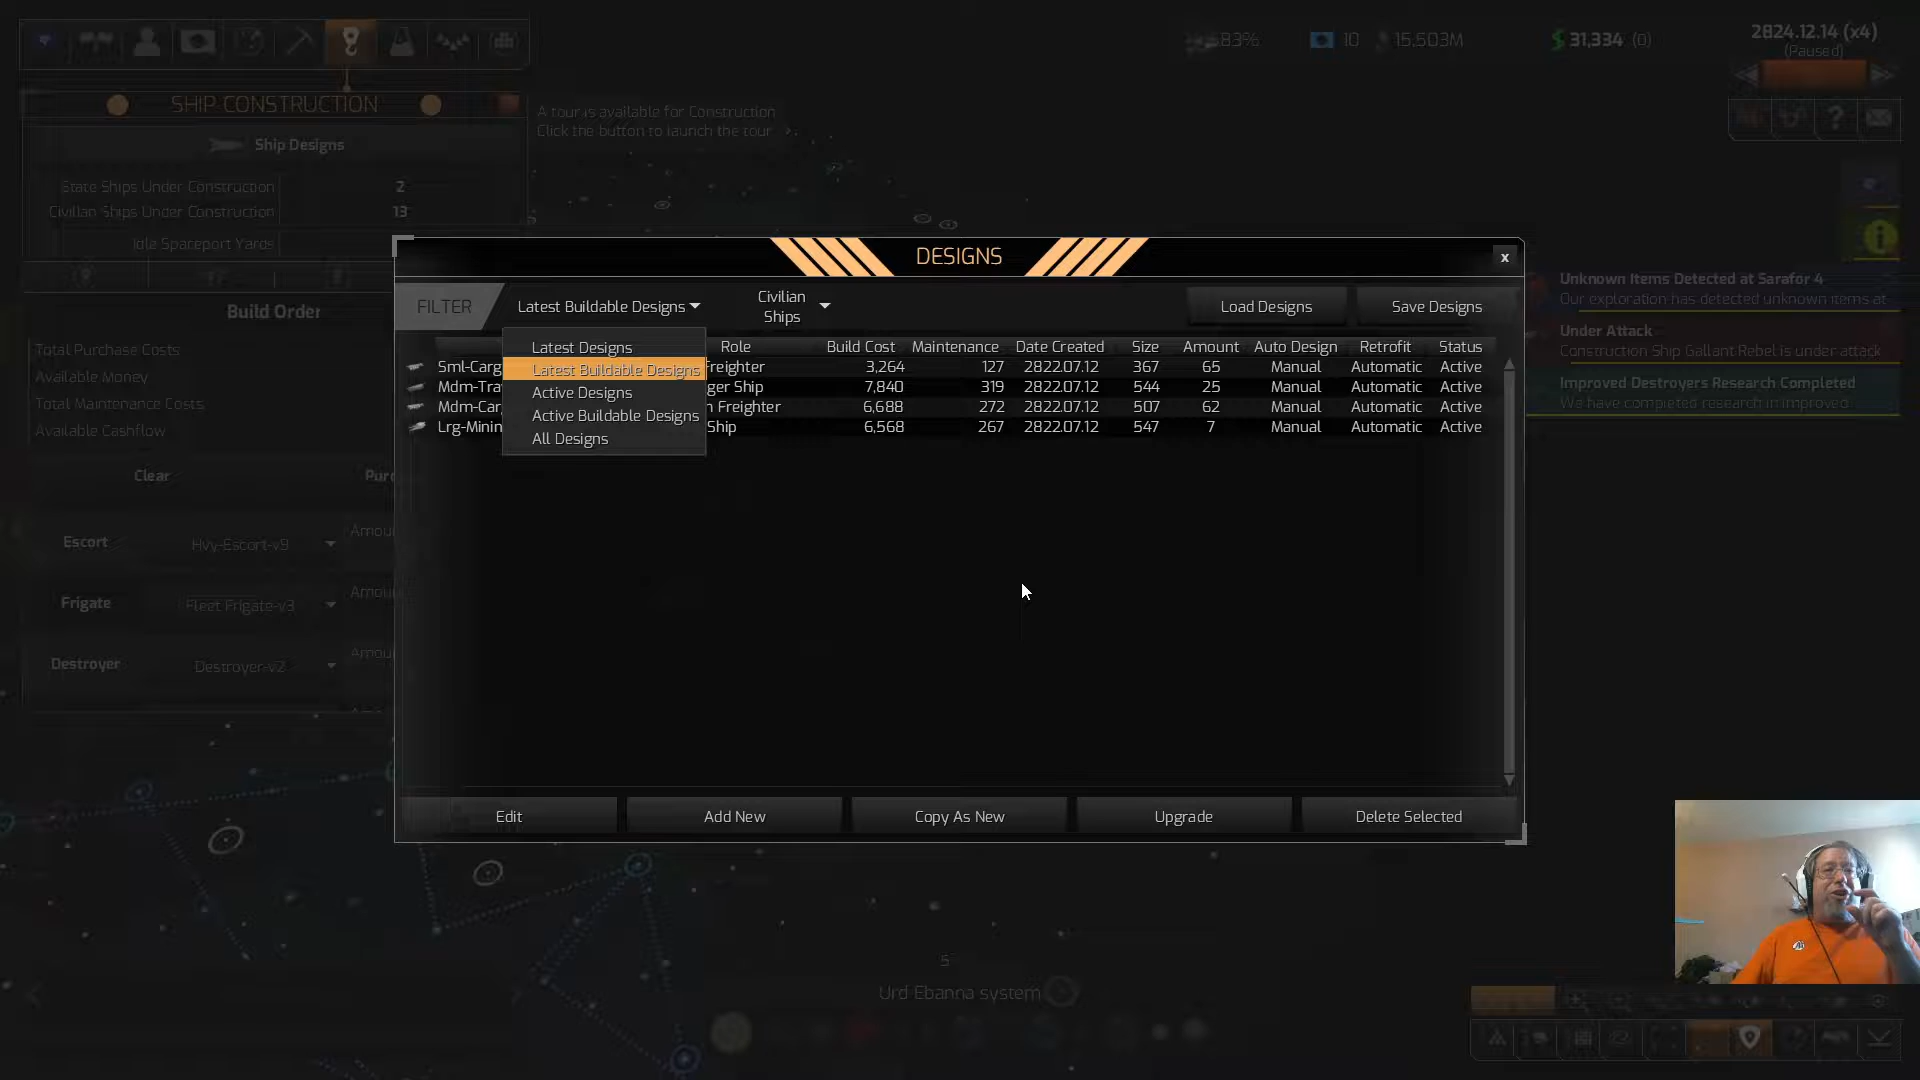 .583%
10
15,503M
31,334 (0)
2824.12.14 (x4)
(Paused)
SHIP CONSTRUCTION
A tour is available for Construction
Click the button to launch the tour >
Ship Designs
State Ships Under Construction 2
Civilian Ships Under Construction 13
Idle Spaceport Yards
Build Order
Total Purchase Costs
Available Money
Total Maintenance Costs
Available Cashflow
Clear
Purc
Amou
Escort Hvy-Escort-v9
Amou
Frigate Fleet Frigate-v3
Amou
Destroyer Destroyer-v2
DESIGNS
x
FILTER
Latest Buildable Designs
Civilian
Ships
Load Designs
Save Designs
Latest Designs
Latest Buildable Designs
Active Designs
Active Buildable Designs
All Designs
Role Build Cost Maintenance Date Created Size Amount Auto Design Retrofit Status
Sml-Carg Freighter 3,264 127 2822.07.12 367 65 Manual Automatic Active
Mdm-Tra ger Ship 7,840 319 2822.07.12 544 25 Manual Automatic Active
Mdm-Car n Freighter 6,688 272 2822.07.12 507 62 Manual Automatic Active
Lrg-Minin Ship 6,568 267 2822.07.12 547 7 Manual Automatic Active
Edit
Add New
Copy As New
Upgrade
Delete Selected
Unknown Items Detected at Sarafor 4
Our exploration has detected unknown items at
Under Attack
Construction Ship Gallant Rebel is under attack
Improved Destroyers Research Completed
We have completed research in Improved
5
Urd Ebanna system